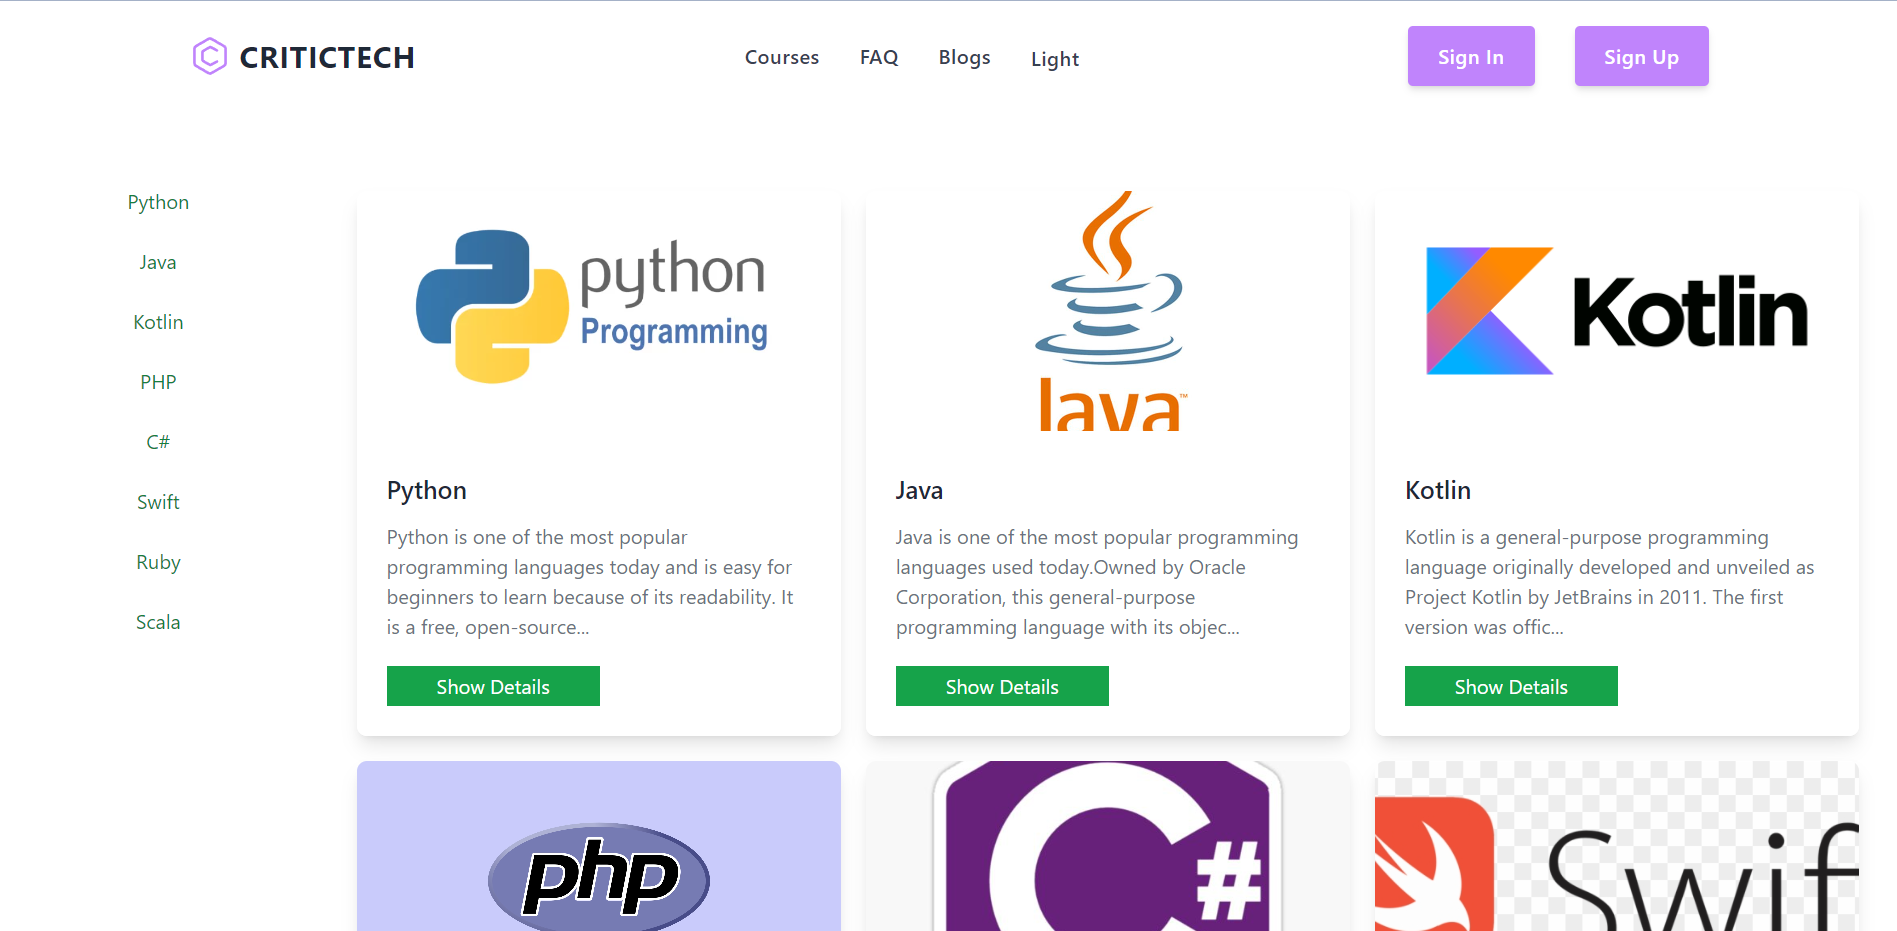 CRITICTECH
Courses FAQ Blogs Light
Sign In Sign Up
Python
Java
Kotlin
PHP
C#
Swift
Ruby
Scala
python
Programming
Python
Python is one of the most popular
programming languages today and is easy for
beginners to learn because of its readability. It
is a free, open-source...
Show Details
Java
™
Java
Java is one of the most popular programming
languages used today.Owned by Oracle
Corporation, this general-purpose
programming language with its objec...
Show Details
Kotlin
Kotlin
Kotlin is a general-purpose programming
language originally developed and unveiled as
Project Kotlin by JetBrains in 2011. The first
version was offic...
Show Details
php
C#
Swif